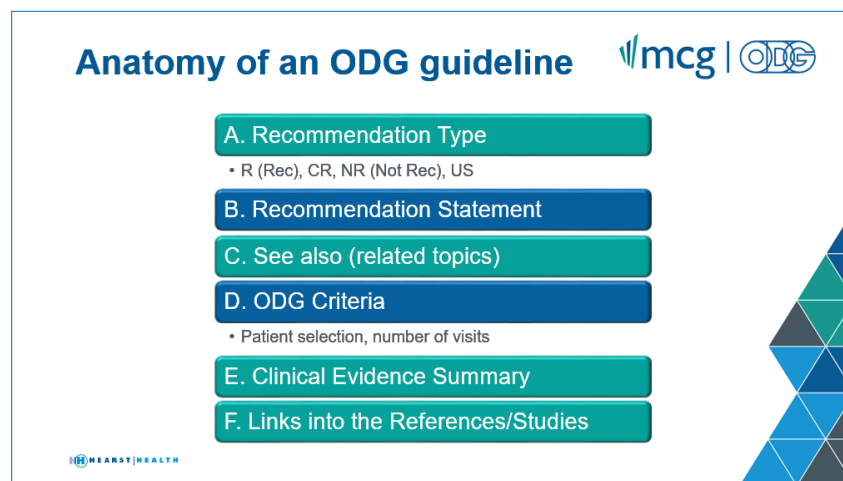 Anatomy of an ODG guideline
mcg | ODG
A. Recommendation Type
• R (Rec), CR, NR (Not Rec), US
B. Recommendation Statement
C. See also (related topics)
D. ODG Criteria
• Patient selection, number of visits
E. Clinical Evidence Summary
F. Links into the References/Studies
HEARST|HEALTH